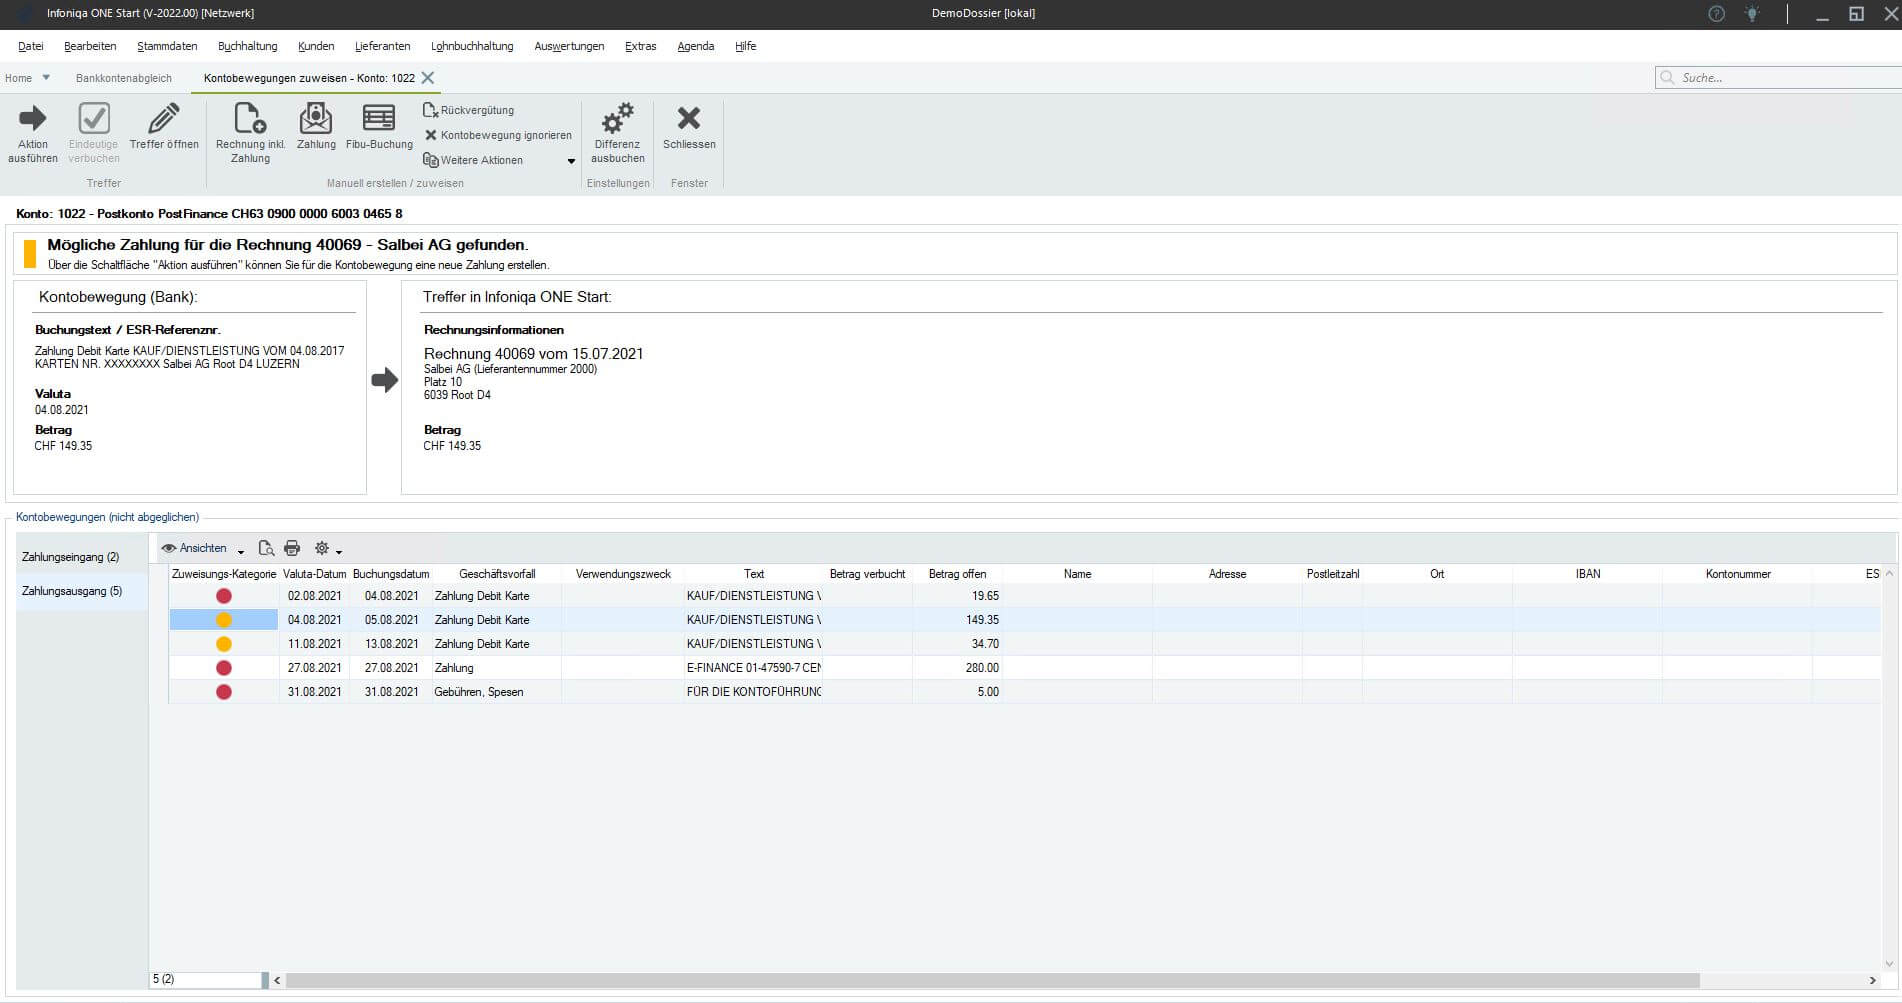 Infoniqa ONE Start (V-2022.00) [Netzwerk]
DemoDossier [lokal]
Datei Bearbeiten Stammdaten Buchhaltung Kunden Lieferanten Lohnbuchhaltung Auswertungen Extras Agenda Hilfe
Home Bankkontenabgleich Kontobewegungen zuweisen - Konto: 1022
Suche...
Aktion ausführen
Eindeutige verbuchen
Treffer öffnen
Treffer
Rechnung inkl. Zahlung
Zahlung
Fibu-Buchung
Rückvergütung
Kontobewegung ignorieren
Weitere Aktionen
Manuell erstellen / zuweisen
Differenz ausbuchen
Einstellungen
Schliessen
Fenster
Konto: 1022 - Postkonto PostFinance CH63 0900 0000 6003 0465 8
Mögliche Zahlung für die Rechnung 40069 - Salbei AG gefunden.
Über die Schaltfläche "Aktion ausführen" können Sie für die Kontobewegung eine neue Zahlung erstellen.
Kontobewegung (Bank):
Buchungstext / ESR-Referenznr.
Zahlung Debit Karte KAUF/DIENSTLEISTUNG VOM 04.08.2017
KARTEN NR. XXXXXXXX Salbei AG Root D4 LUZERN
Valuta
04.08.2021
Betrag
CHF 149.35
Treffer in Infoniqa ONE Start:
Rechnungsinformationen
Rechnung 40069 vom 15.07.2021
Salbei AG (Lieferantennummer 2000)
Platz 10
6039 Root D4
Betrag
CHF 149.35
Kontobewegungen (nicht abgeglichen)
Zahlungseingang (2)
Zahlungsausgang (5)
Ansichten
Zuweisungs-Kategorie Valuta-Datum Buchungsdatum Geschäftsvorfall Verwendungszweck Text Betrag verbucht Betrag offen Name Adresse Postleitzahl Ort IBAN Kontonummer ES
02.08.2021 04.08.2021 Zahlung Debit Karte KAUF/DIENSTLEISTUNG V 19.65
04.08.2021 05.08.2021 Zahlung Debit Karte KAUF/DIENSTLEISTUNG V 149.35
11.08.2021 13.08.2021 Zahlung Debit Karte KAUF/DIENSTLEISTUNG V 34.70
27.08.2021 27.08.2021 Zahlung E-FINANCE 01-47590-7 CEN 280.00
31.08.2021 31.08.2021 Gebühren, Spesen FÜR DIE KONTOFÜHRUNG 5.00
5 (2)